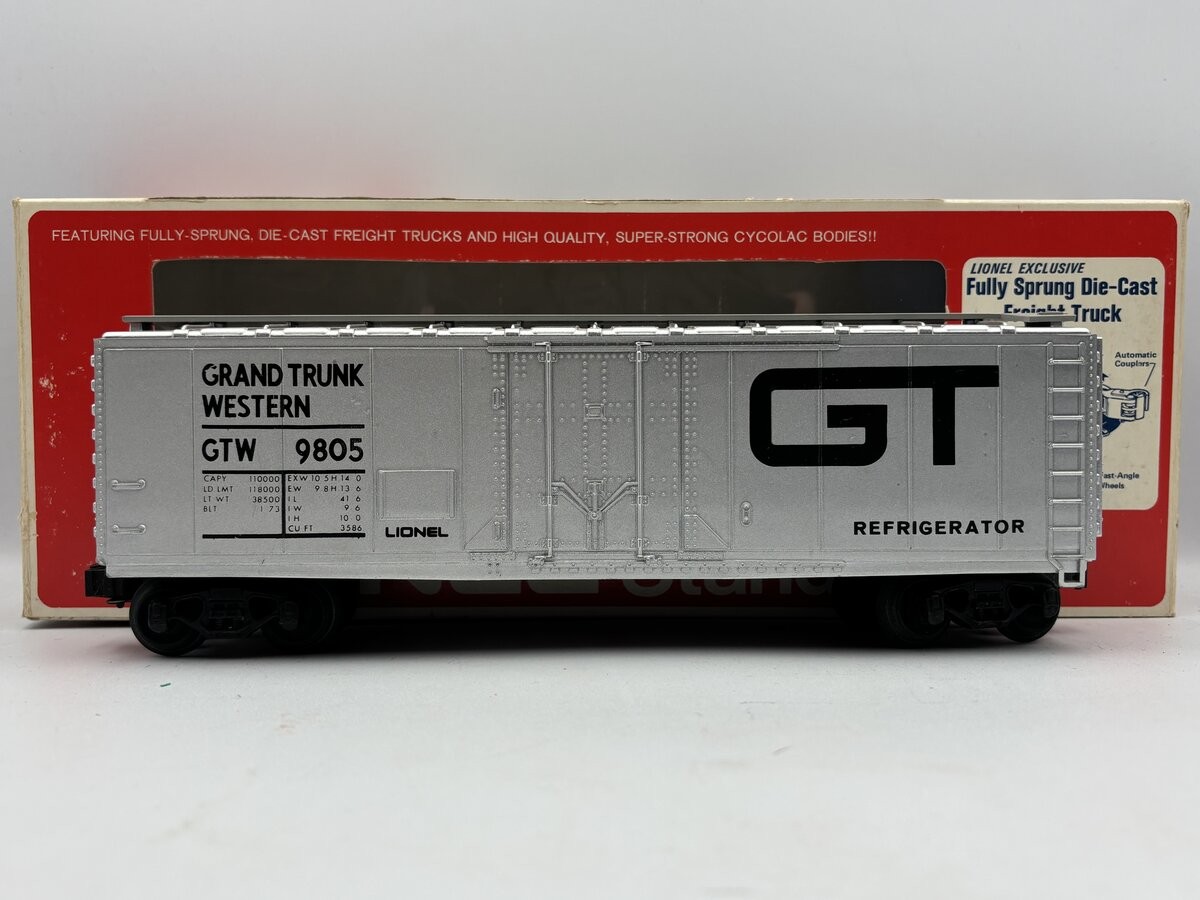 FEATURING FULLY-SPRUNG, DIE-CAST FREIGHT TRUCKS AND HIGH QUALITY, SUPER-STRONG CYCOLAC BODIES!!
LIONEL EXCLUSIVE
Fully Sprung Die-Cast
Freight Truck
Automatic
Couplers
GRAND TRUNK
WESTERN
GTW 9805
CAPY 110000 EXW 10 5 H 14 0
LD LMT 118000 EW 9 8 H 13 6
LT WT 38500 IL 41 6
BLT 1 73 IW 9 6
IH 10 0
CU FT 3586
LIONEL
GT
REFRIGERATOR